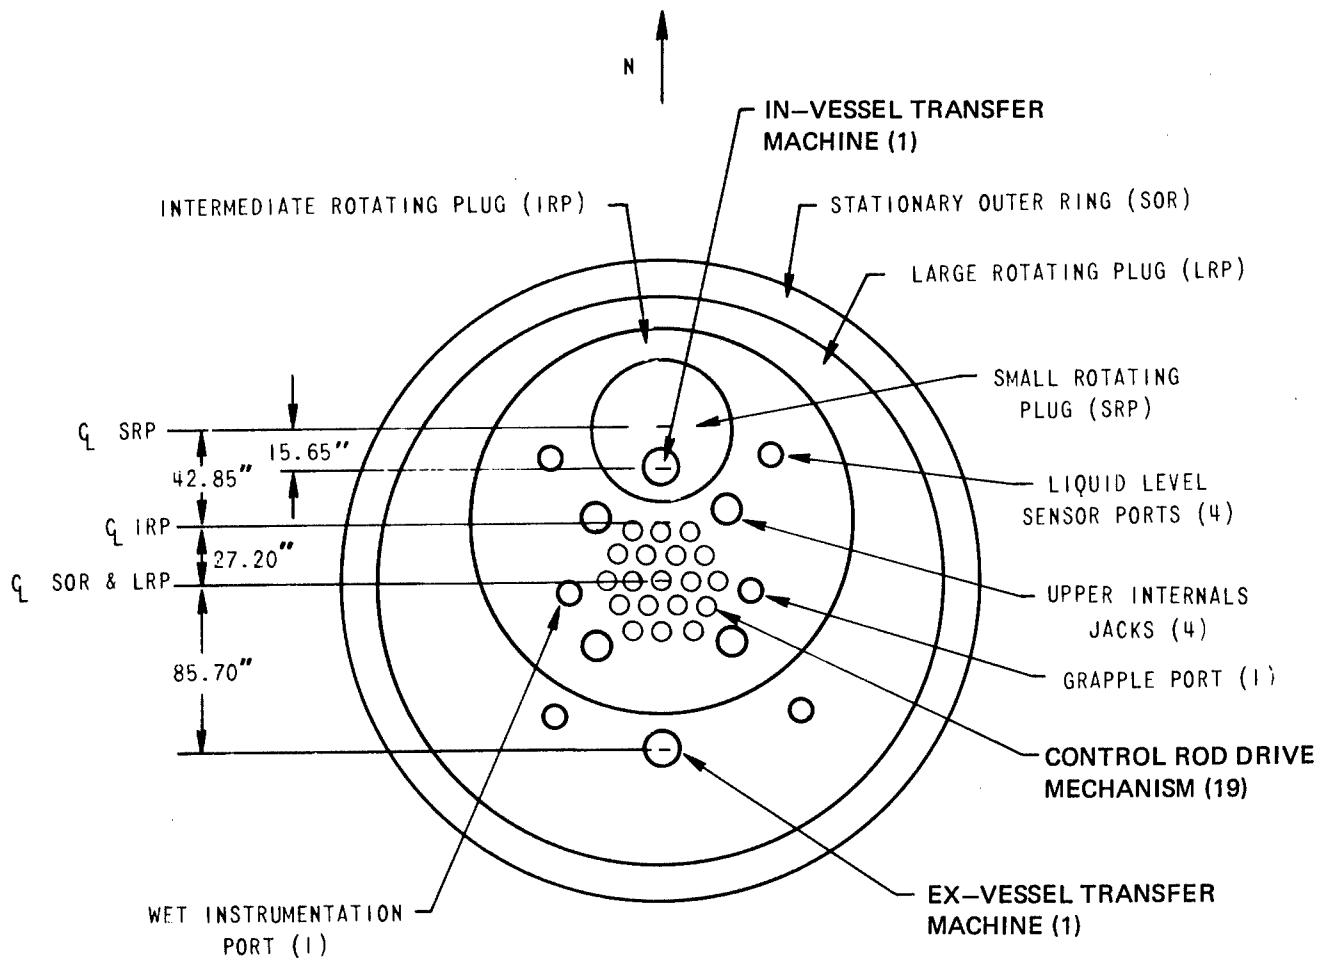 N
IN-VESSEL TRANSFER
MACHINE (1)
INTERMEDIATE ROTATING PLUG (IRP)
STATIONARY OUTER RING (SOR)
LARGE ROTATING PLUG (LRP)
SMALL ROTATING
PLUG (SRP)
℄ SRP
15.65"
42.85"
LIQUID LEVEL
SENSOR PORTS (4)
℄ IRP
27.20"
℄ SOR & LRP
UPPER INTERNALS
JACKS (4)
85.70"
GRAPPLE PORT (1)
CONTROL ROD DRIVE
MECHANISM (19)
EX-VESSEL TRANSFER
MACHINE (1)
WET INSTRUMENTATION
PORT (1)